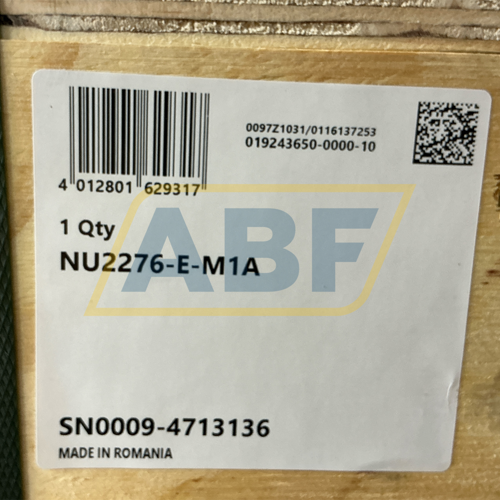 0097Z1031/0116137253
019243650-0000-10
4 012801 629317
1 Qty
NU2276-E-M1A
ABF
SN0009-4713136
MADE IN ROMANIA